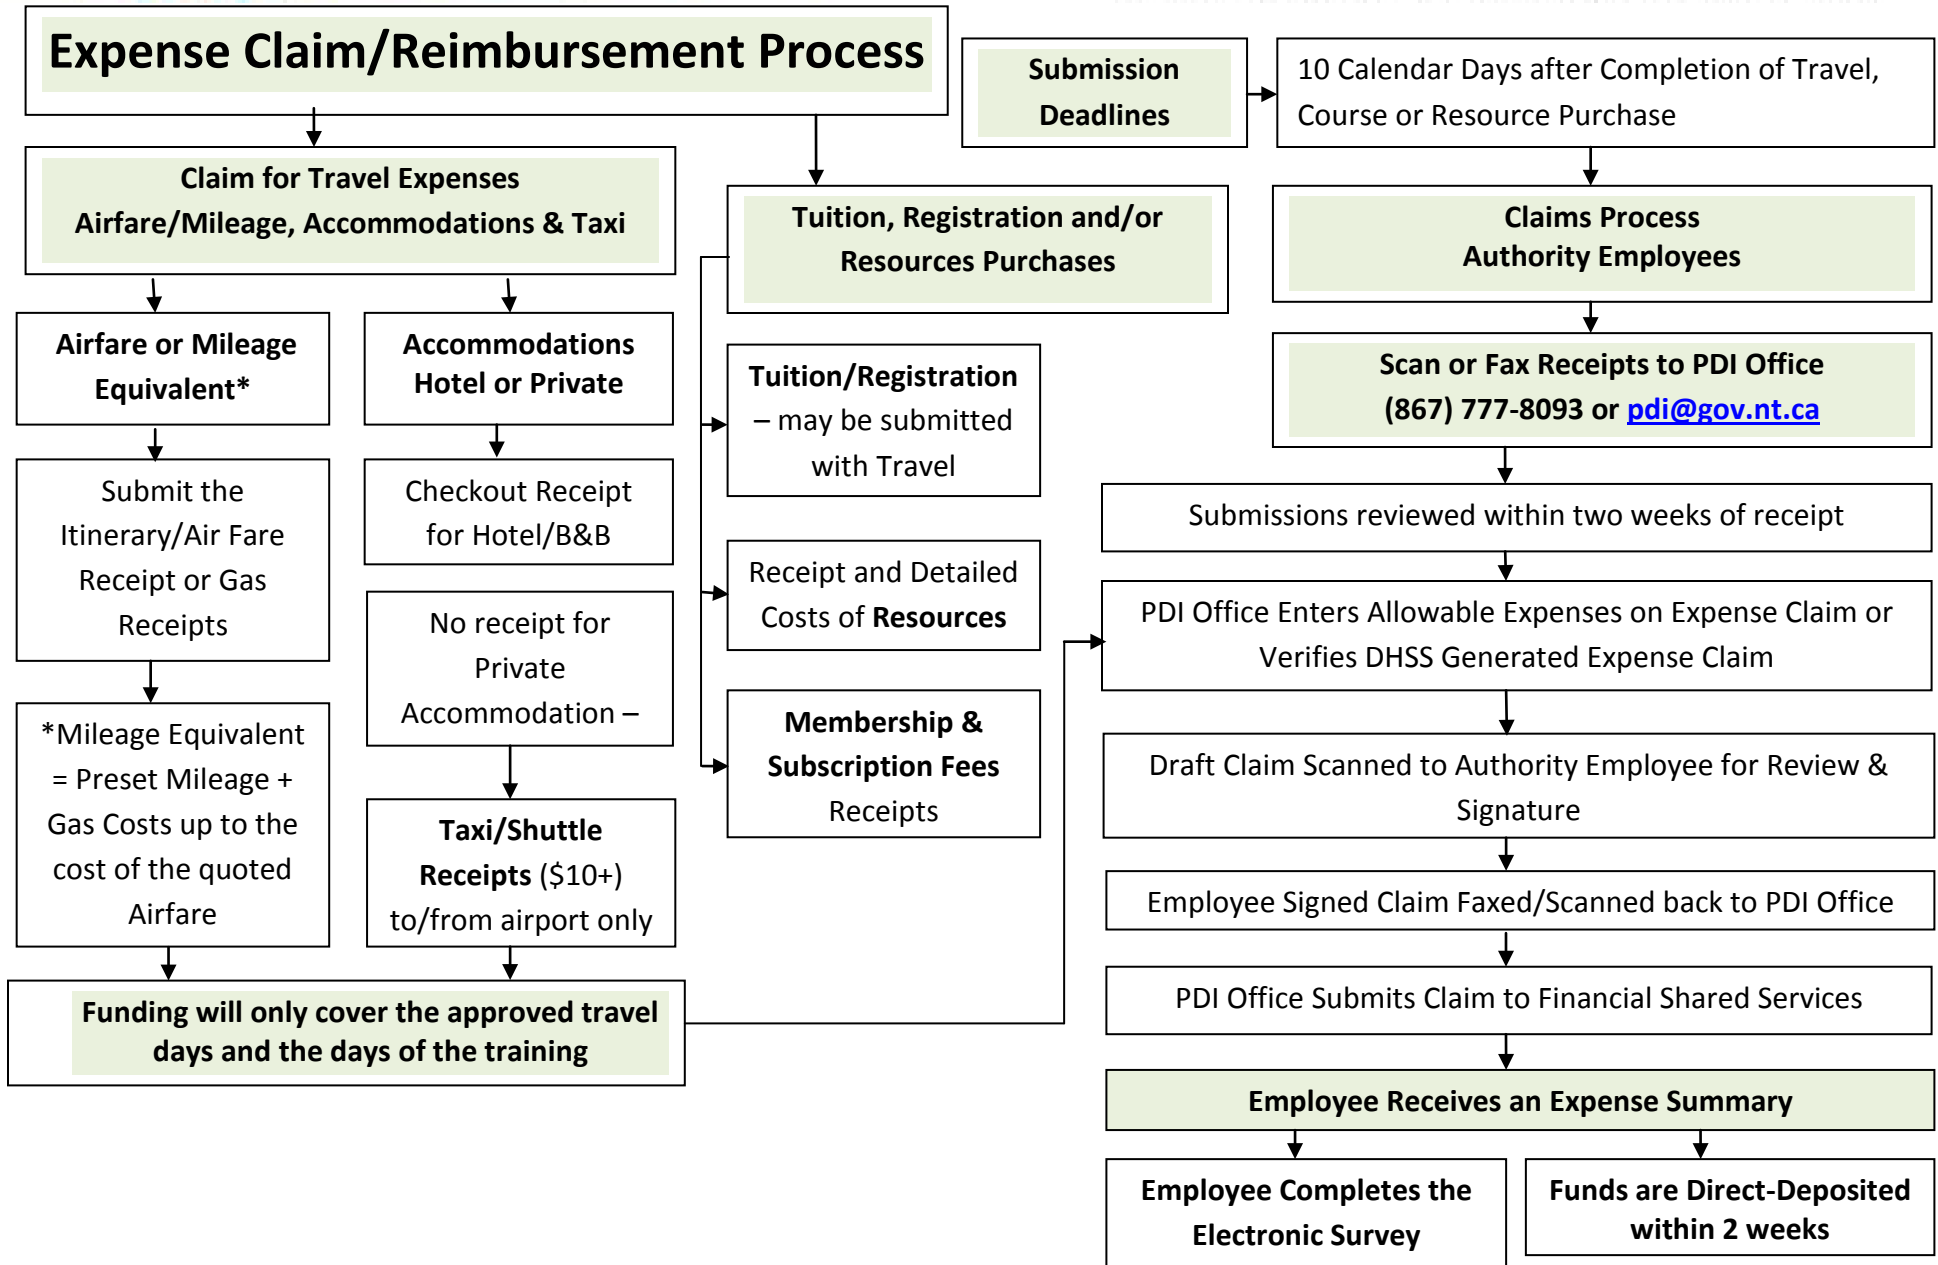 Expense Claim/Reimbursement Process
Submission
Deadlines
10 Calendar Days after Completion of Travel,
Course or Resource Purchase
Claim for Travel Expenses
Airfare/Mileage, Accommodations & Taxi
Airfare or Mileage
Equivalent*
Submit the
Itinerary/Air Fare
Receipt or Gas
Receipts
*Mileage Equivalent
= Preset Mileage +
Gas Costs up to the
cost of the quoted
Airfare
Accommodations
Hotel or Private
Checkout Receipt
for Hotel/B&B
No receipt for
Private
Accommodation –
Taxi/Shuttle
Receipts ($10+)
to/from airport only
Funding will only cover the approved travel
days and the days of the training
Tuition, Registration and/or
Resources Purchases
Tuition/Registration
– may be submitted
with Travel
Receipt and Detailed
Costs of Resources
Membership &
Subscription Fees
Receipts
Claims Process
Authority Employees
Scan or Fax Receipts to PDI Office
(867) 777-8093 or pdi@gov.nt.ca
Submissions reviewed within two weeks of receipt
PDI Office Enters Allowable Expenses on Expense Claim or
Verifies DHSS Generated Expense Claim
Draft Claim Scanned to Authority Employee for Review &
Signature
Employee Signed Claim Faxed/Scanned back to PDI Office
PDI Office Submits Claim to Financial Shared Services
Employee Receives an Expense Summary
Employee Completes the
Electronic Survey
Funds are Direct-Deposited
within 2 weeks